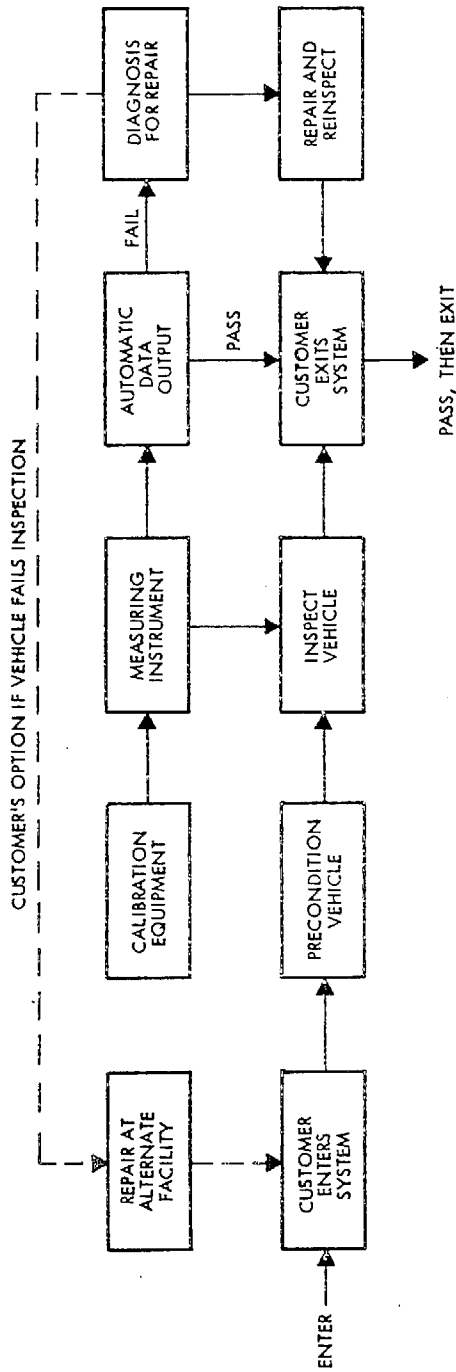 CUSTOMER'S OPTION IF VEHICLE FAILS INSPECTION
REPAIR AT
ALTERNATE
FACILITY
CALIBRATION
EQUIPMENT
MEASURING
INSTRUMENT
AUTOMATIC
DATA
OUTPUT
FAIL
DIAGNOSIS
FOR REPAIR
PASS
ENTER
CUSTOMER
ENTERS
SYSTEM
PRECONDITION
VEHICLE
INSPECT
VEHICLE
CUSTOMER
EXITS
SYSTEM
REPAIR AND
REINSPECT
PASS, THEN EXIT